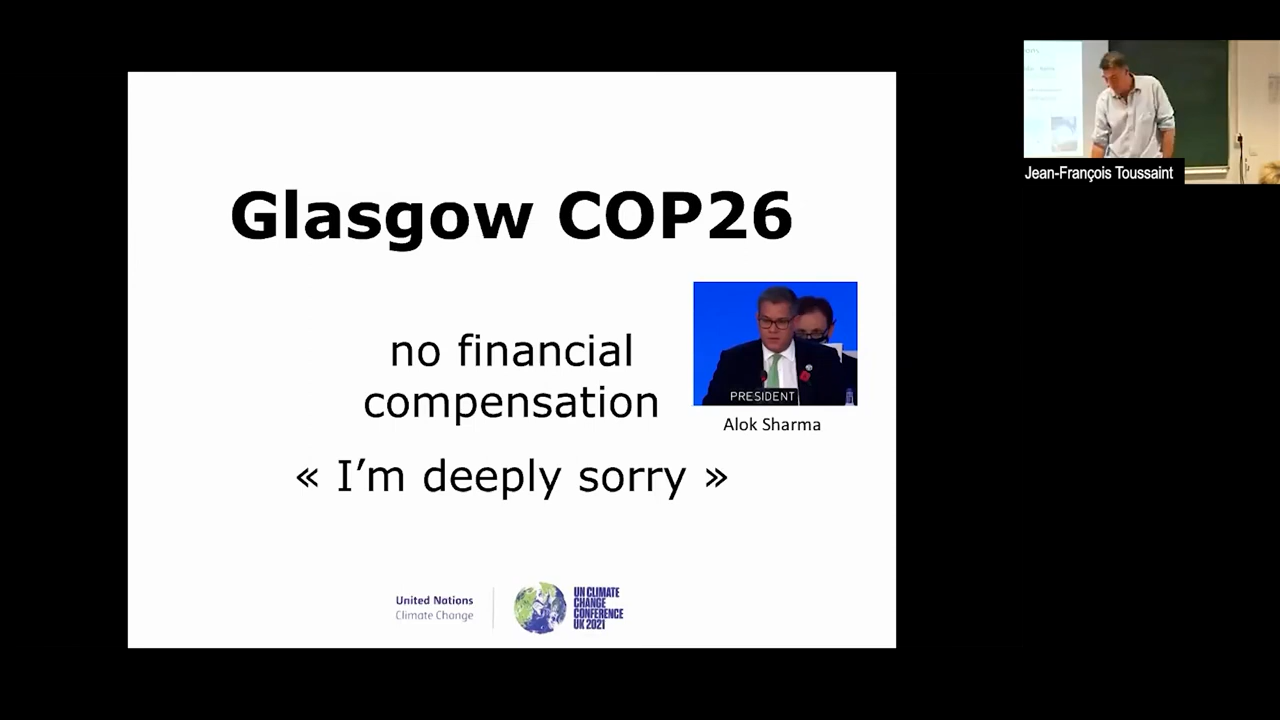 Glasgow COP26
no financial
compensation
PRESIDENT
Alok Sharma
« I’m deeply sorry »
United Nations
Climate Change
UN CLIMATE
CHANGE
CONFERENCE
UK 2021
Jean-François Toussaint